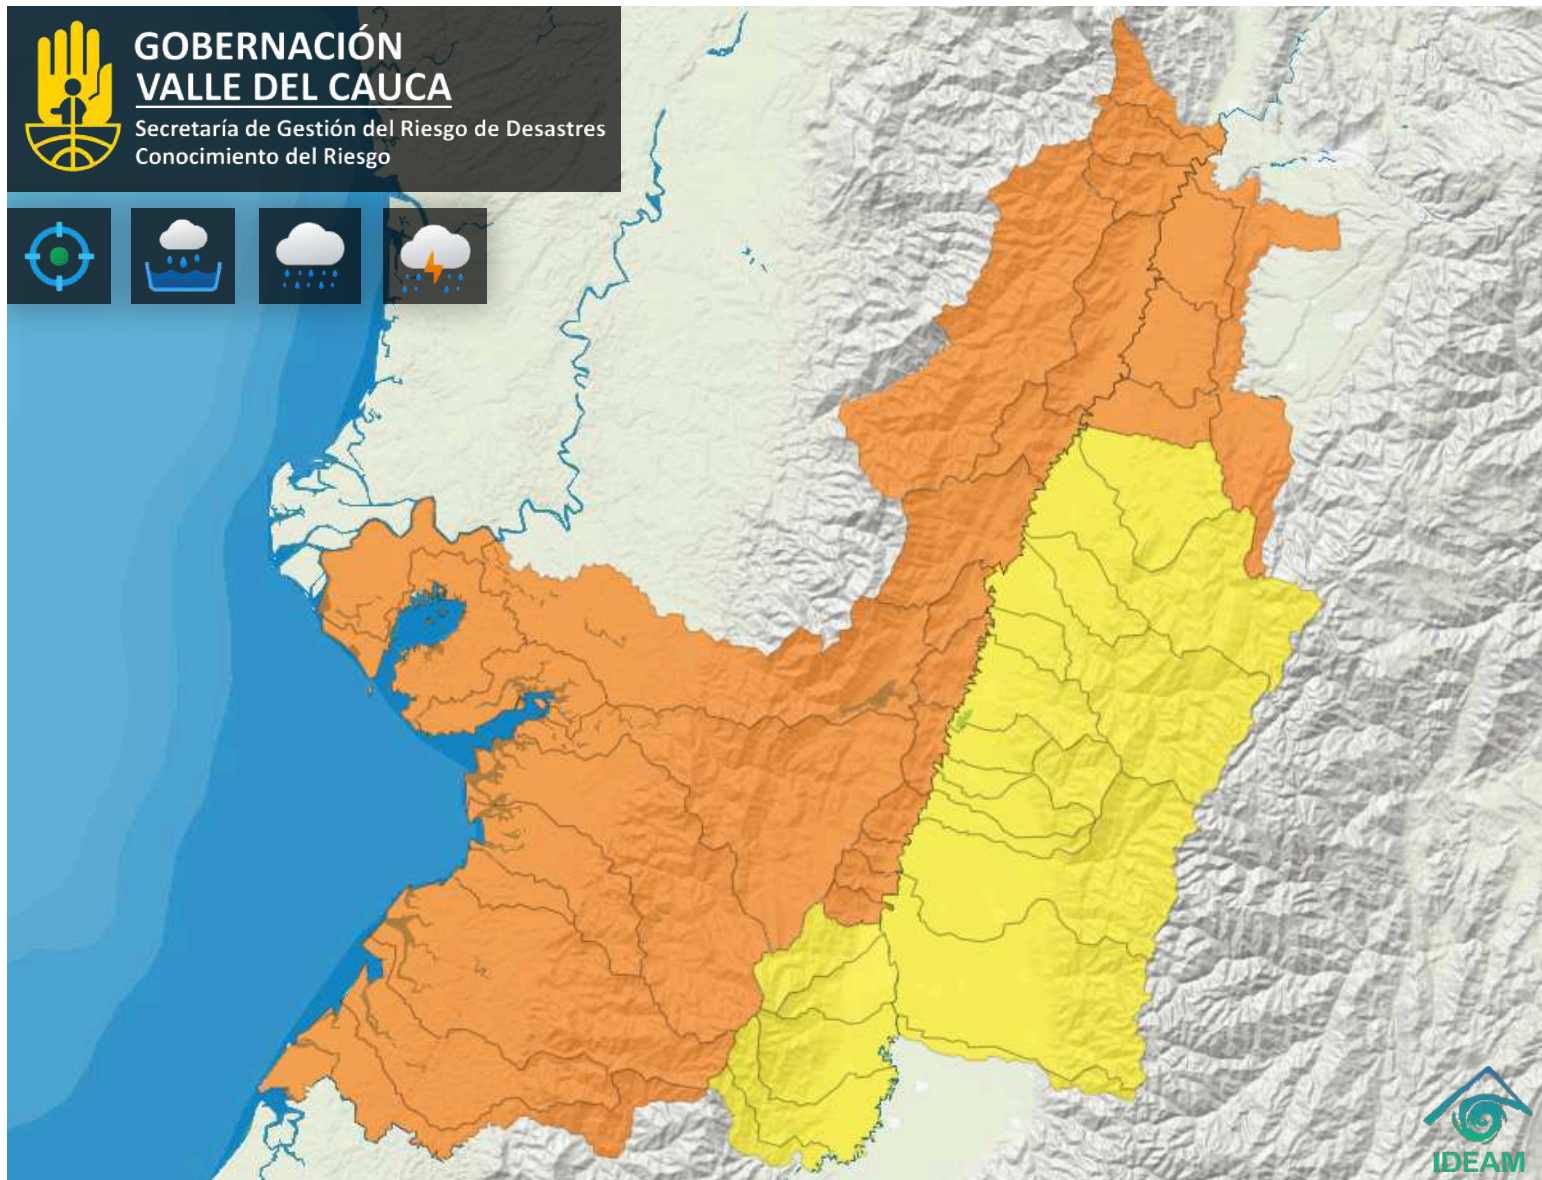 GOBERNACIÓN
VALLE DEL CAUCA
Secretaría de Gestión del Riesgo de Desastres
Conocimiento del Riesgo
IDEAM